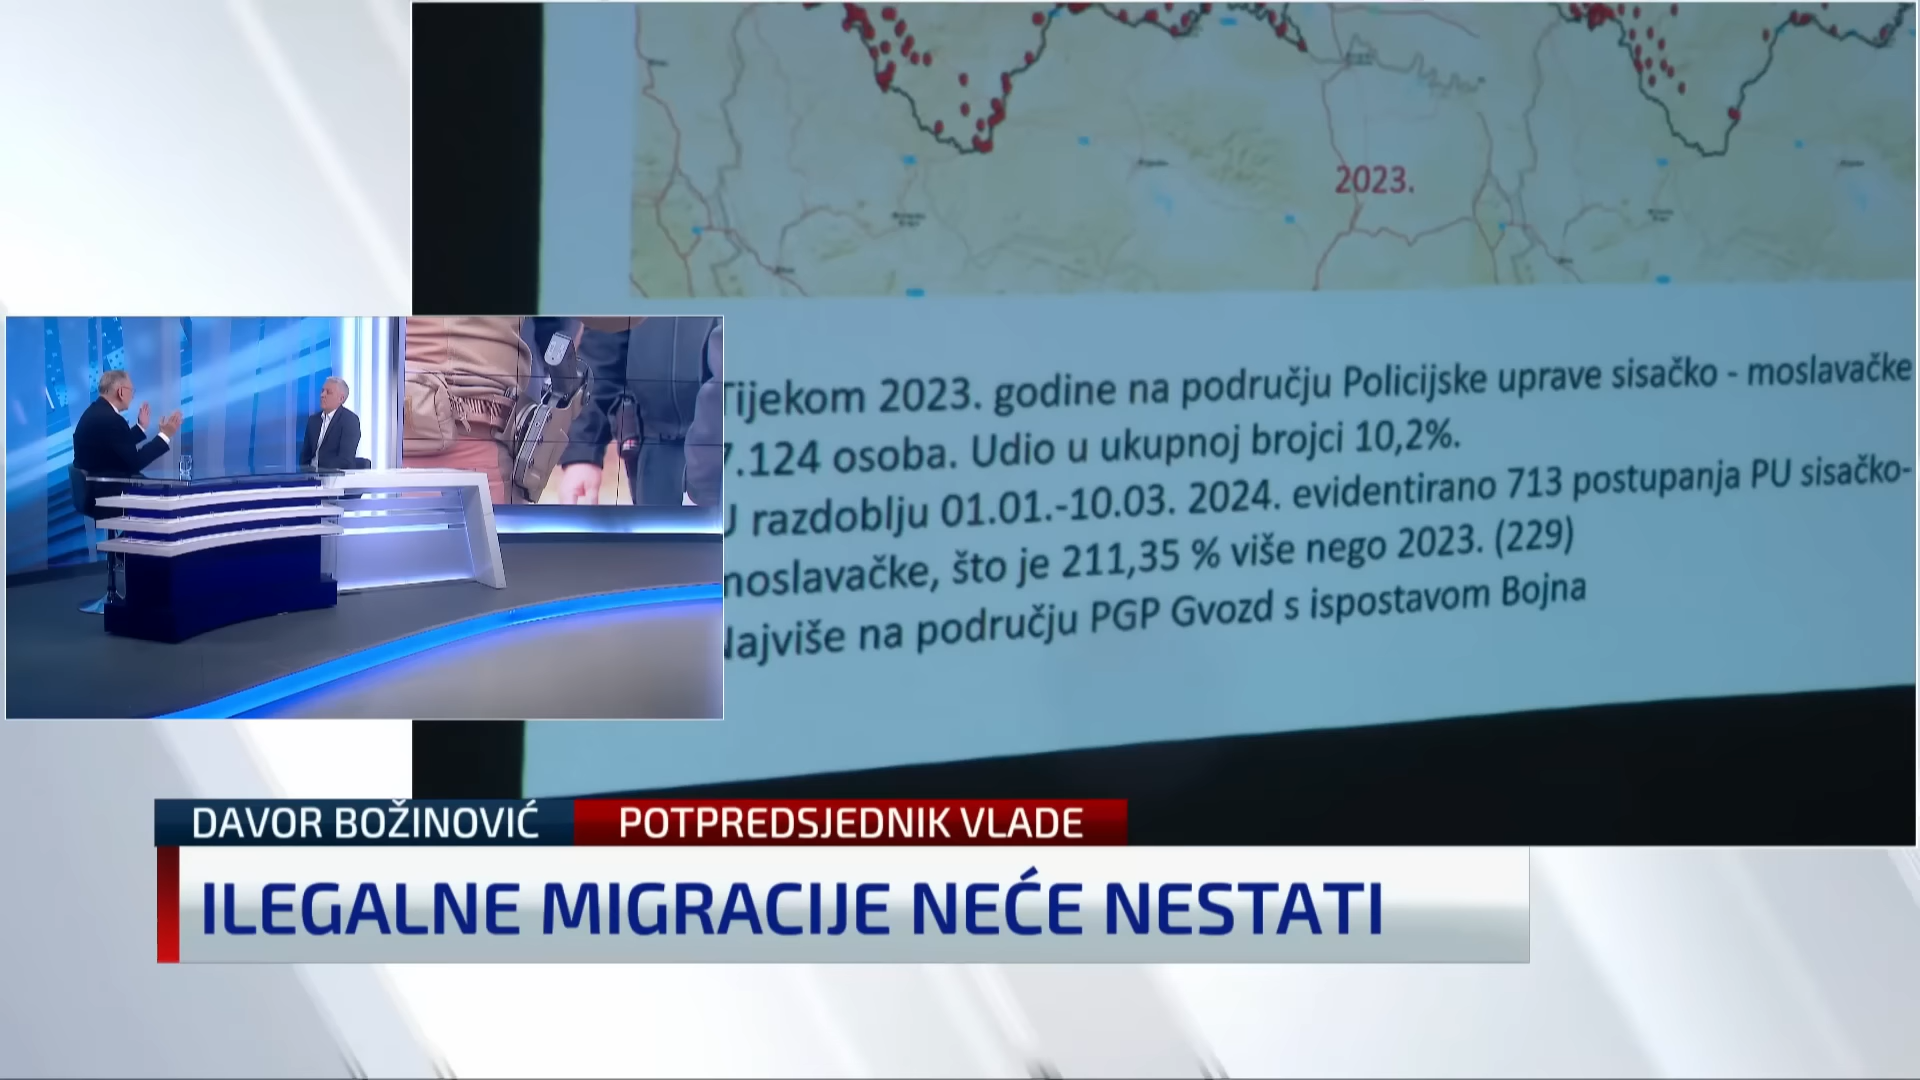 2023.
Tijekom 2023. godine na području Policijske uprave sisačko - moslavačke
7.124 osoba. Udio u ukupnoj brojci 10,2%.
U razdoblju 01.01.-10.03. 2024. evidentirano 713 postupanja PU sisačko-
moslavačke, što je 211,35 % više nego 2023. (229)
Najviše na području PGP Gvozd s ispostavom Bojna
DAVOR BOŽINOVIĆ POTPREDSJEDNIK VLADE
ILEGALNE MIGRACIJE NEĆE NESTATI